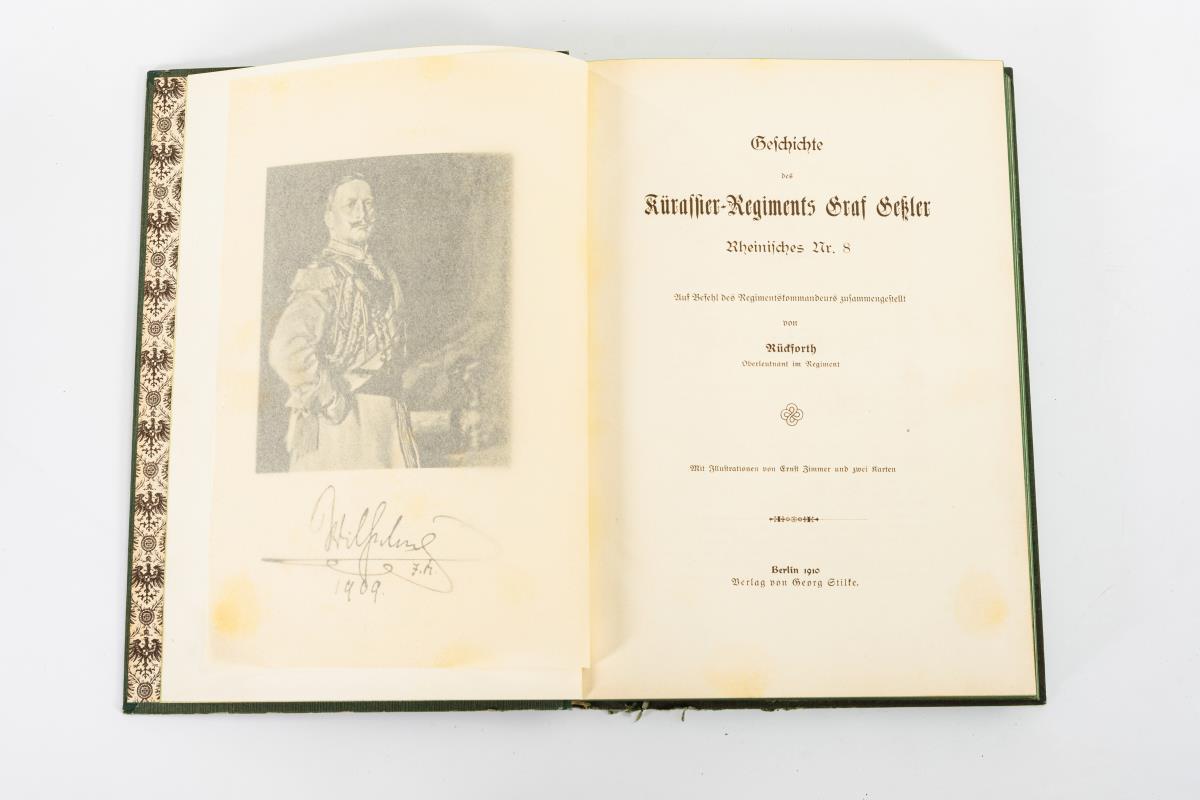 Wilhelm
I.R.
1909.
Geschichte
des
Kürassier-Regiments Graf Geßler
Rheinisches Nr. 8
Auf Befehl des Regimentskommandeurs zusammengestellt
von
Rückforth
Oberleutnant im Regiment
Mit Illustrationen von Ernst Zimmer und zwei Karten
Berlin 1910
Verlag von Georg Stilke.